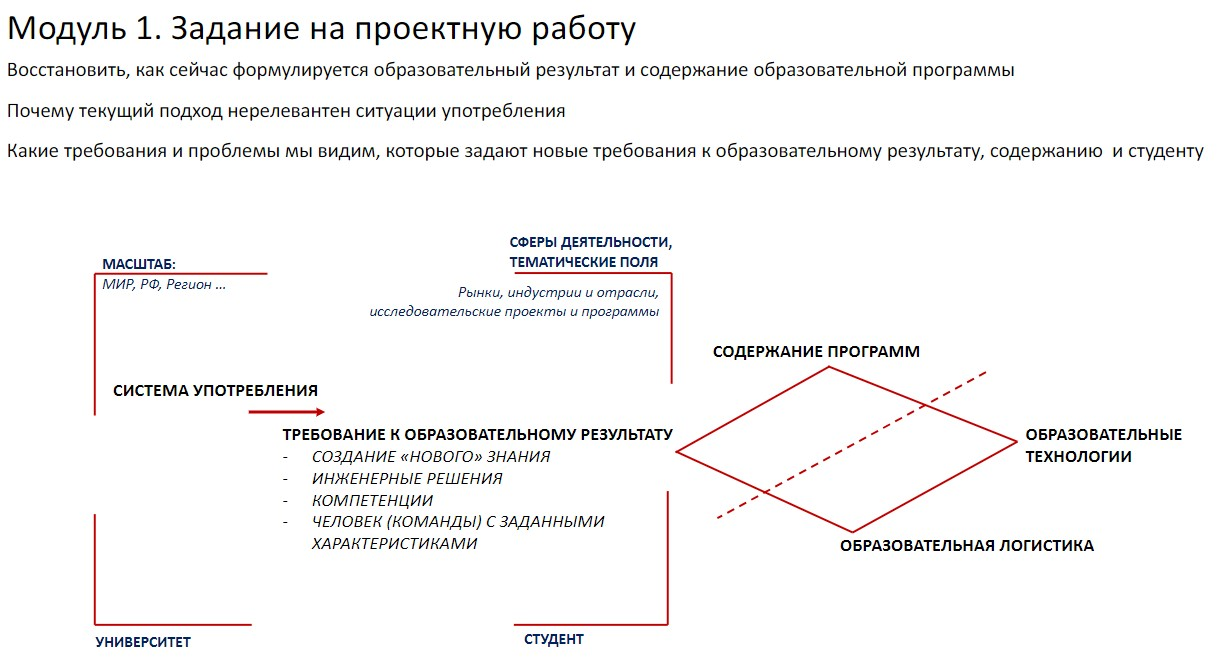 Модуль 1. Задание на проектную работу
Восстановить, как сейчас формулируется образовательный результат и содержание образовательной программы
Почему текущий подход нерелевантен ситуации употребления
Какие требования и проблемы мы видим, которые задают новые требования к образовательному результату, содержанию  и студенту
МАСШТАБ:
МИР, РФ, Регион ...
СФЕРЫ ДЕЯТЕЛЬНОСТИ,
ТЕМАТИЧЕСКИЕ ПОЛЯ
Рынки, индустрии и отрасли,
исследовательские проекты и программы
СИСТЕМА УПОТРЕБЛЕНИЯ
ТРЕБОВАНИЕ К ОБРАЗОВАТЕЛЬНОМУ РЕЗУЛЬТАТУ
- СОЗДАНИЕ «НОВОГО» ЗНАНИЯ
- ИНЖЕНЕРНЫЕ РЕШЕНИЯ
- КОМПЕТЕНЦИИ
- ЧЕЛОВЕК (КОМАНДЫ) С ЗАДАННЫМИ
ХАРАКТЕРИСТИКАМИ
СОДЕРЖАНИЕ ПРОГРАММ
ОБРАЗОВАТЕЛЬНЫЕ
ТЕХНОЛОГИИ
ОБРАЗОВАТЕЛЬНАЯ ЛОГИСТИКА
УНИВЕРСИТЕТ
СТУДЕНТ